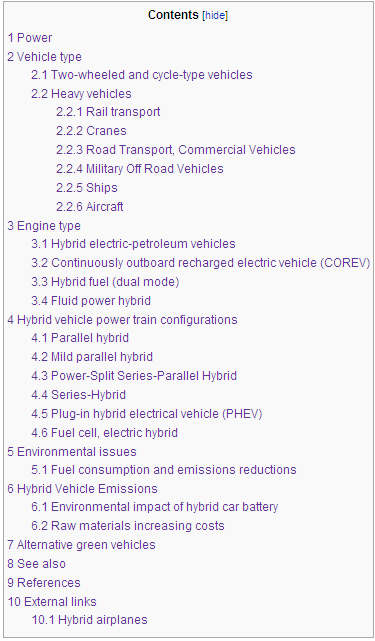 Contents [hide]
1 Power
2 Vehicle type
2.1 Two-wheeled and cycle-type vehicles
2.2 Heavy vehicles
2.2.1 Rail transport
2.2.2 Cranes
2.2.3 Road Transport, Commercial Vehicles
2.2.4 Military Off Road Vehicles
2.2.5 Ships
2.2.6 Aircraft
3 Engine type
3.1 Hybrid electric-petroleum vehicles
3.2 Continuously outboard recharged electric vehicle (COREV)
3.3 Hybrid fuel (dual mode)
3.4 Fluid power hybrid
4 Hybrid vehicle power train configurations
4.1 Parallel hybrid
4.2 Mild parallel hybrid
4.3 Power-Split Series-Parallel Hybrid
4.4 Series-Hybrid
4.5 Plug-in hybrid electrical vehicle (PHEV)
4.6 Fuel cell, electric hybrid
5 Environmental issues
5.1 Fuel consumption and emissions reductions
6 Hybrid Vehicle Emissions
6.1 Environmental impact of hybrid car battery
6.2 Raw materials increasing costs
7 Alternative green vehicles
8 See also
9 References
10 External links
10.1 Hybrid airplanes